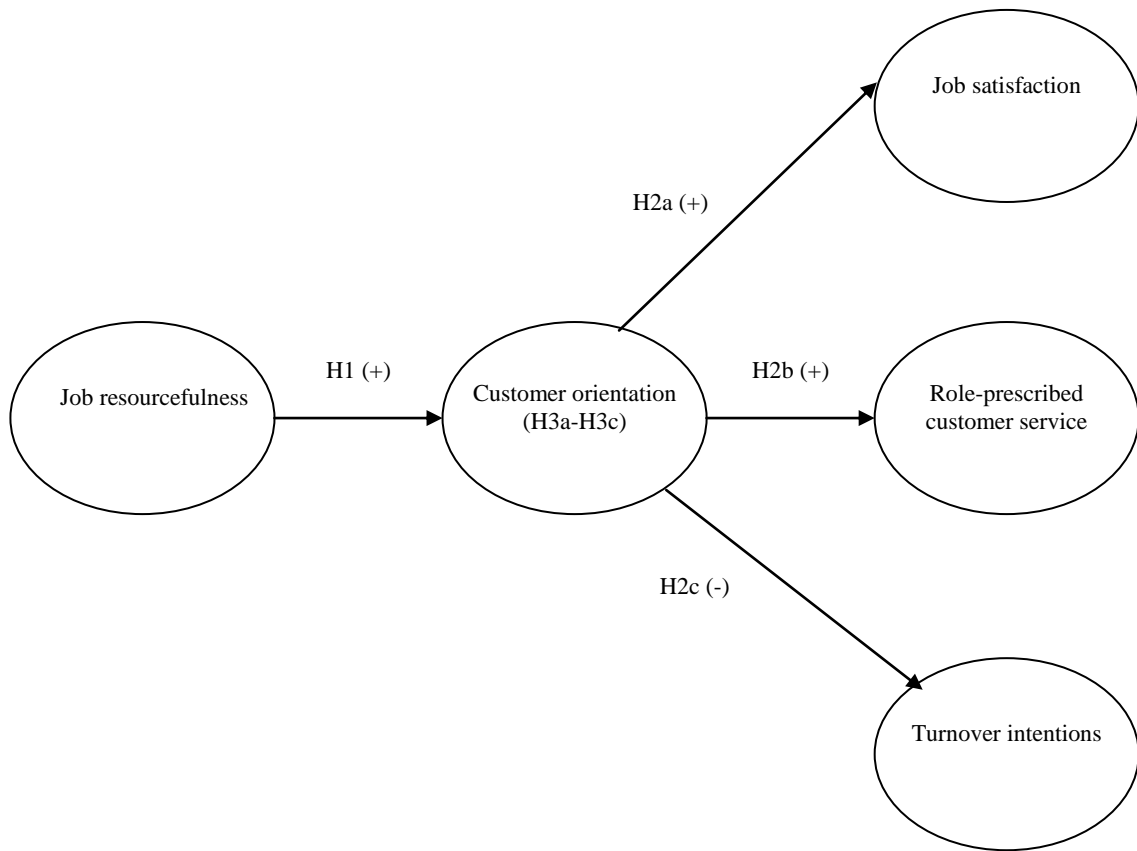 Job satisfaction
H2a (+)
Job resourcefulness
H1 (+)
Customer orientation
(H3a-H3c)
H2b (+)
Role-prescribed
customer service
H2c (-)
Turnover intentions